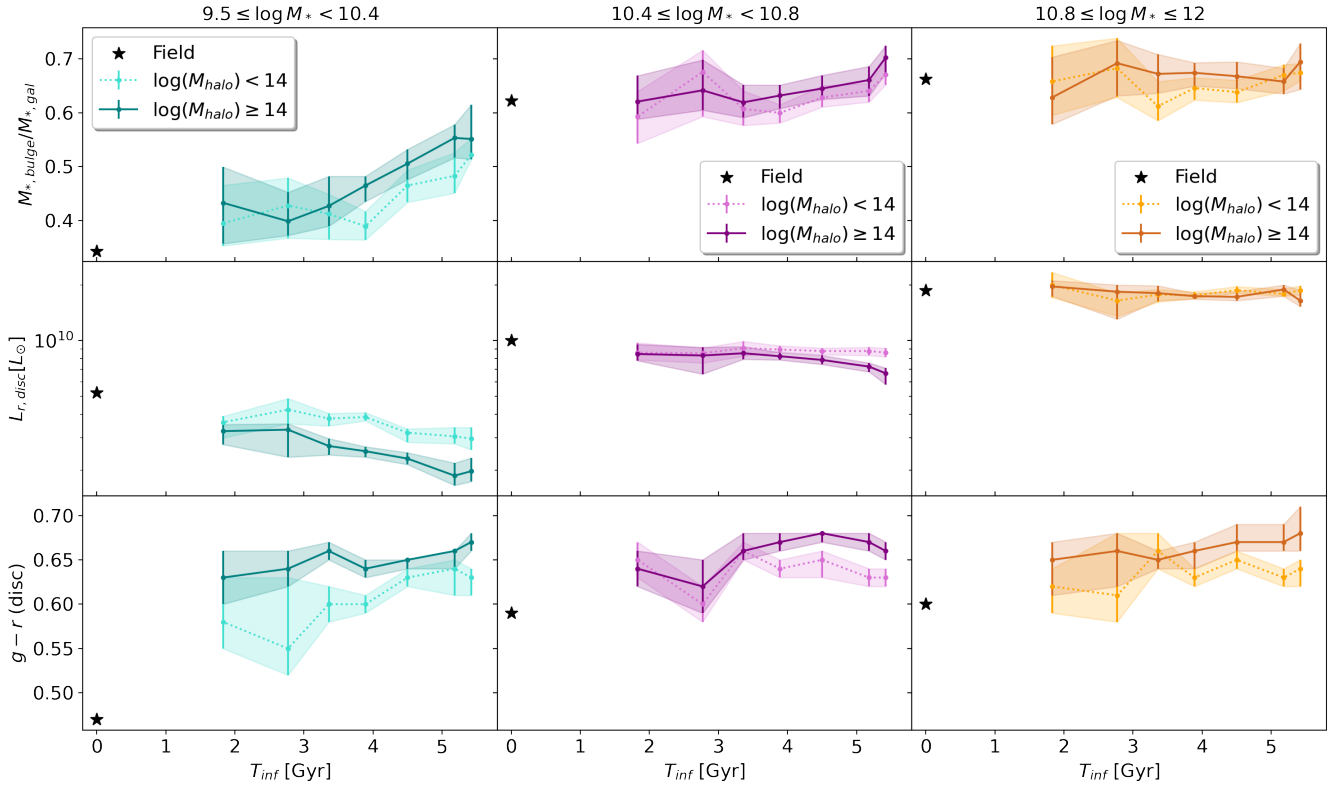 9.5 ≤ log M* < 10.4
10.4 ≤ log M* < 10.8
10.8 ≤ log M* ≤ 12
0.7
0.6
0.5
0.4
M*,bulge/M*,gal
Field
log(Mhalo) < 14
log(Mhalo) ≥ 14
Field
log(Mhalo) < 14
log(Mhalo) ≥ 14
Field
log(Mhalo) < 14
log(Mhalo) ≥ 14
10^10
Lr,disc[L⊙]
0.70
0.65
0.60
0.55
0.50
g − r (disc)
0 1 2 3 4 5
0 1 2 3 4 5
0 1 2 3 4 5
Tinf [Gyr]
Tinf [Gyr]
Tinf [Gyr]